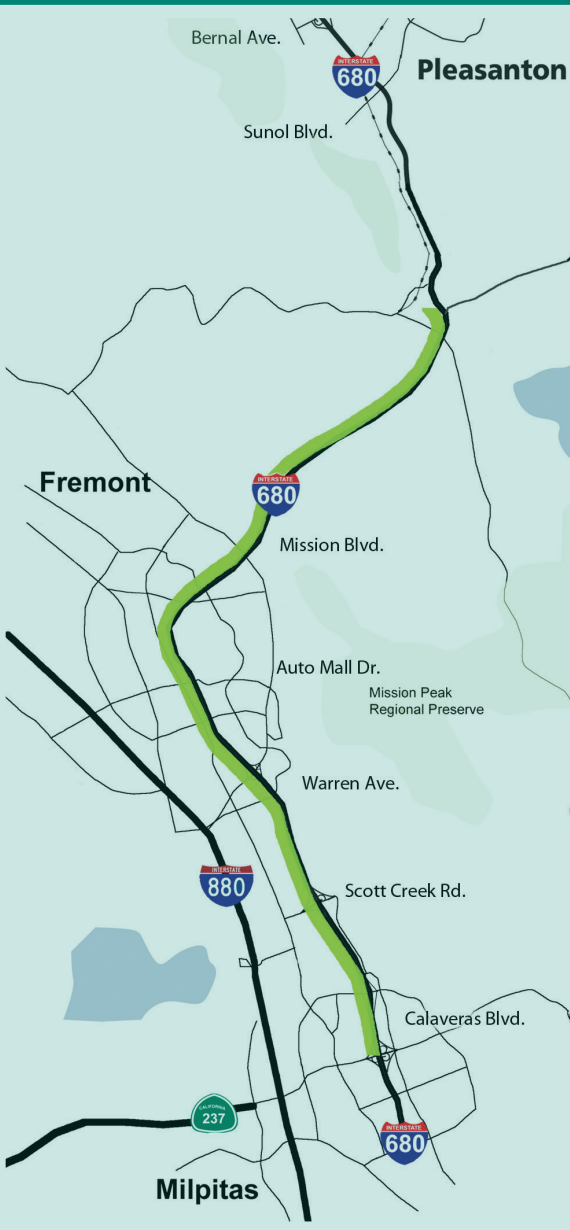 Bernal Ave.
INTERSTATE
680
Pleasanton
Sunol Blvd.
Fremont
INTERSTATE
680
Mission Blvd.
Auto Mall Dr.
Mission Peak
Regional Preserve
Warren Ave.
INTERSTATE
880
Scott Creek Rd.
Calaveras Blvd.
CALIFORNIA
237
INTERSTATE
680
Milpitas